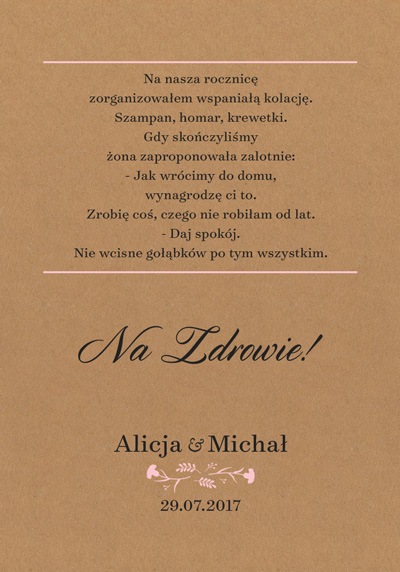 Na nasza rocznicę
zorganizowałem wspaniałą kolację.
Szampan, homar, krewetki.
Gdy skończyliśmy
żona zaproponowała zalotnie:
- Jak wrócimy do domu,
wynagrodzę ci to.
Zrobię coś, czego nie robiłam od lat.
- Daj spokój.
Nie wcisne gołąbków po tym wszystkim.
Na Zdrowie!
Alicja & Michał
29.07.2017